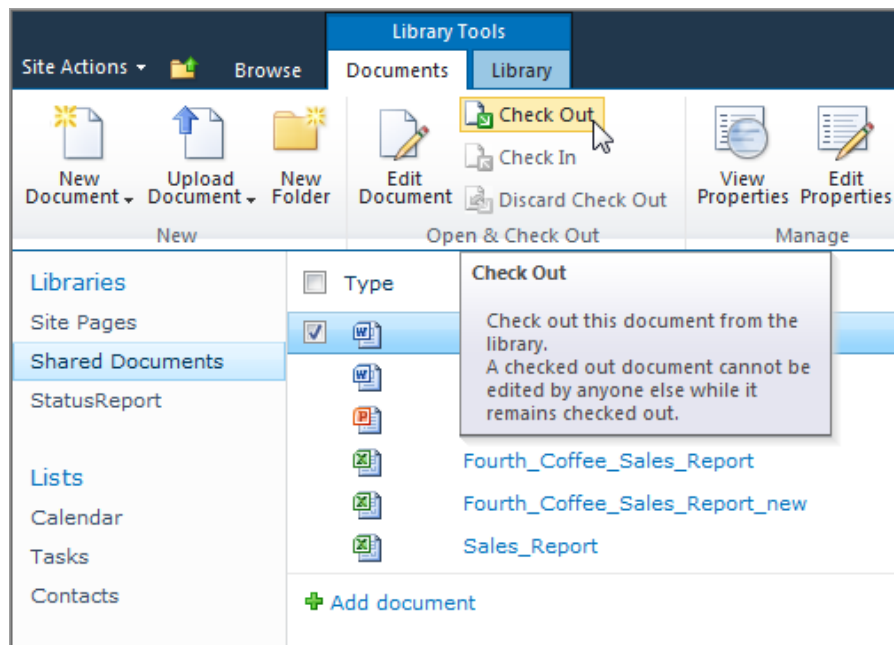 Library Tools
Site Actions Browse Documents Library
Check Out
Check In
Discard Check Out
New Document
Upload Document
New Folder
Edit Document
View Properties
Edit Properties
New
Open & Check Out
Manage
Libraries
Site Pages
Shared Documents
StatusReport
Lists
Calendar
Tasks
Contacts
Type
Check Out
Check out this document from the
library.
A checked out document cannot be
edited by anyone else while it
remains checked out.
Fourth_Coffee_Sales_Report
Fourth_Coffee_Sales_Report_new
Sales_Report
Add document